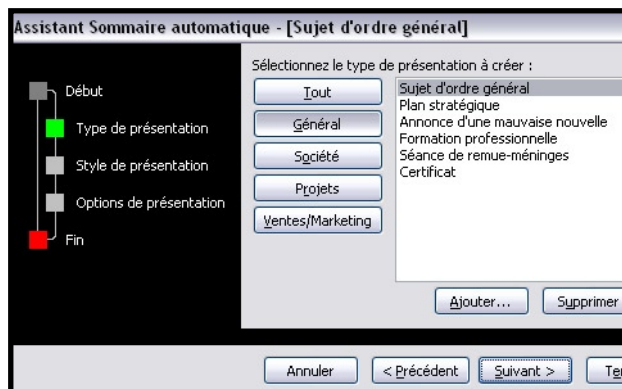 Assistant Sommaire automatique - [Sujet d'ordre général]
Sélectionnez le type de présentation à créer :
Début
Type de présentation
Style de présentation
Options de présentation
Fin
Tout
Général
Société
Projets
Ventes/Marketing
Sujet d'ordre général
Plan stratégique
Annonce d'une mauvaise nouvelle
Formation professionnelle
Séance de remue-méninges
Certificat
Ajouter...
Supprimer
Annuler
< Précédent
Suivant >